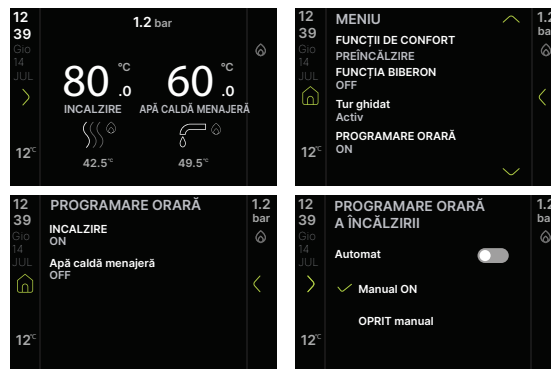 12
39
Gio
14
JUL
12°C
1.2 bar
80.0 °C
60.0 °C
INCALZIRE
APĂ CALDĂ MENAJERĂ
42.5°C
49.5°C
12
39
Gio
14
JUL
12°C
MENIU
FUNCȚII DE CONFORT
PREÎNCĂLZIRE
FUNCȚIA BIBERON
OFF
Tur ghidat
Activ
PROGRAMARE ORARĂ
ON
1.2
bar
12
39
Gio
14
JUL
12°C
PROGRAMARE ORARĂ
INCALZIRE
ON
Apă caldă menajeră
OFF
1.2
bar
12
39
Gio
14
JUL
12°C
PROGRAMARE ORARĂ
A ÎNCĂLZIRII
Automat
Manual ON
OPRIT manual
1.2
bar